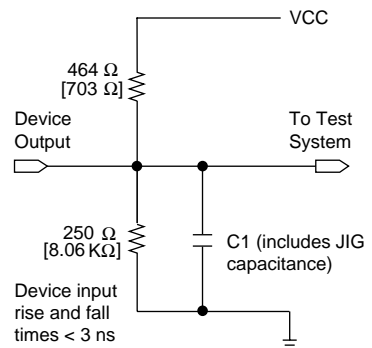 VCC
464 Ω
[703 Ω]
Device
Output
To Test
System
250 Ω
[8.06 KΩ]
C1 (includes JIG
capacitance)
Device input
rise and fall
times < 3 ns